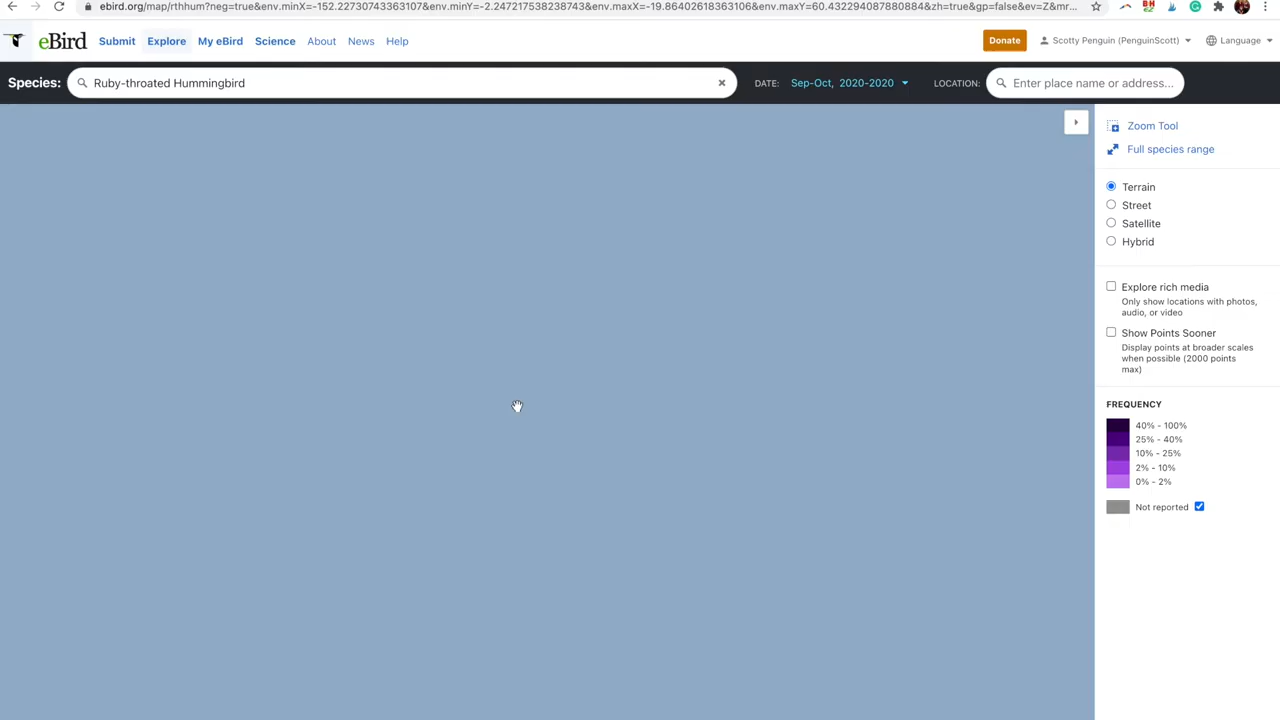 ebird.org/map/rthhum?neg=true&env.minX=-152.22730743363107&env.minY=-2.247217538238743&env.maxX=-19.86402618363106&env.maxY=60.432294087880884&zh=true&gp=false&ev=Z&mr...
eBird Submit Explore My eBird Science About News Help Donate Scotty Penguin (PenguinScott) Language
Species: Ruby-throated Hummingbird DATE: Sep-Oct, 2020-2020 LOCATION: Enter place name or address...
Zoom Tool
Full species range
Terrain
Street
Satellite
Hybrid
Explore rich media
Only show locations with photos,
audio, or video
Show Points Sooner
Display points at broader scales
when possible (2000 points
max)
FREQUENCY
40% - 100%
25% - 40%
10% - 25%
2% - 10%
0% - 2%
Not reported